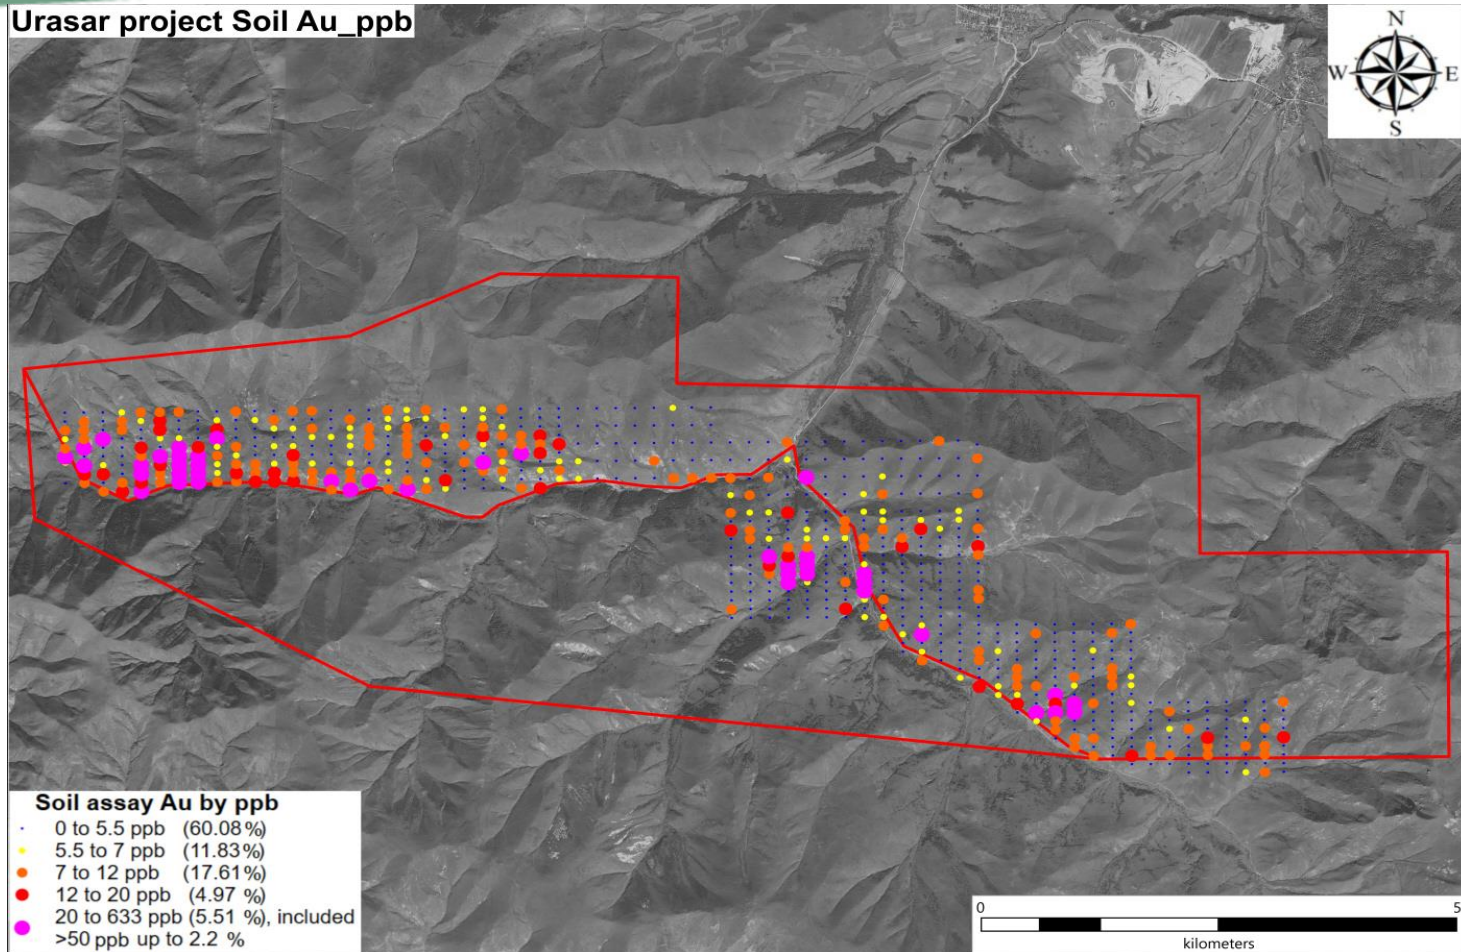 Urasar project Soil Au_ppb
N
W
E
S
Soil assay Au by ppb
0 to 5.5 ppb (60.08 %)
5.5 to 7 ppb (11.83%)
7 to 12 ppb (17.61%)
12 to 20 ppb (4.97 %)
20 to 633 ppb (5.51 %), included
>50 ppb up to 2.2 %
0
5
kilometers